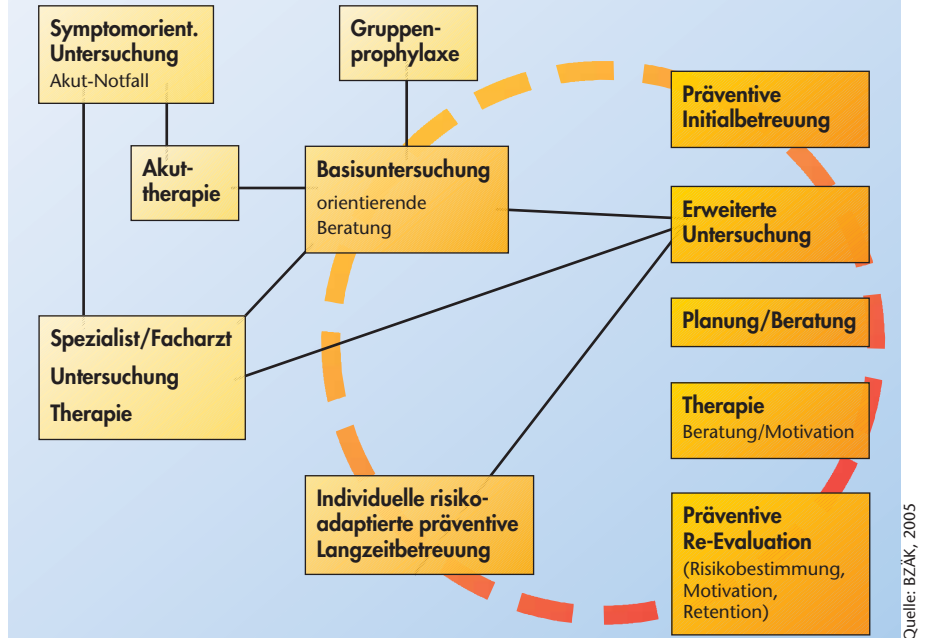 Symptomorient.
Untersuchung
Akut-Notfall
Gruppen-
prophylaxe
Präventive
Initialbetreuung
Akut-
therapie
Basisuntersuchung
orientierende
Beratung
Erweiterte
Untersuchung
Spezialist/Facharzt
Untersuchung
Therapie
Planung/Beratung
Therapie
Beratung/Motivation
Individuelle risiko-
adaptierte präventive
Langzeitbetreuung
Präventive
Re-Evaluation
(Risikobestimmung,
Motivation,
Retention)
Quelle: BZÄK, 2005